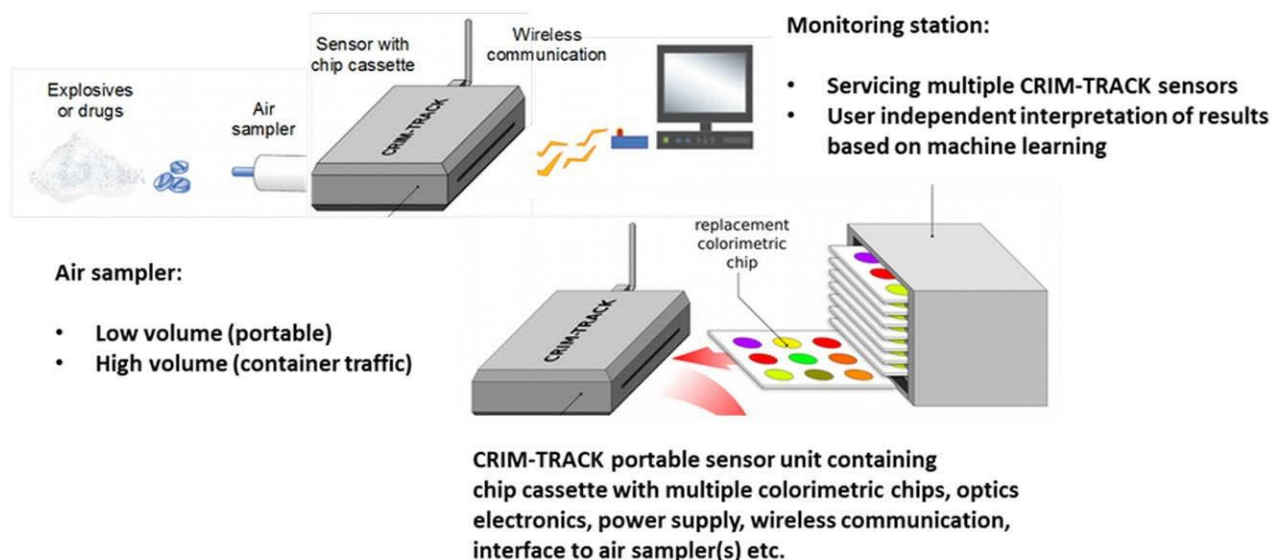 Explosives
or drugs
Air
sampler
Sensor with
chip cassette
CRIM-TRACK
Wireless
communication
Monitoring station:
• Servicing multiple CRIM-TRACK sensors
• User independent interpretation of results
based on machine learning
Air sampler:
• Low volume (portable)
• High volume (container traffic)
replacement
colorimetric
chip
CRIM-TRACK
CRIM-TRACK portable sensor unit containing
chip cassette with multiple colorimetric chips, optics
electronics, power supply, wireless communication,
interface to air sampler(s) etc.